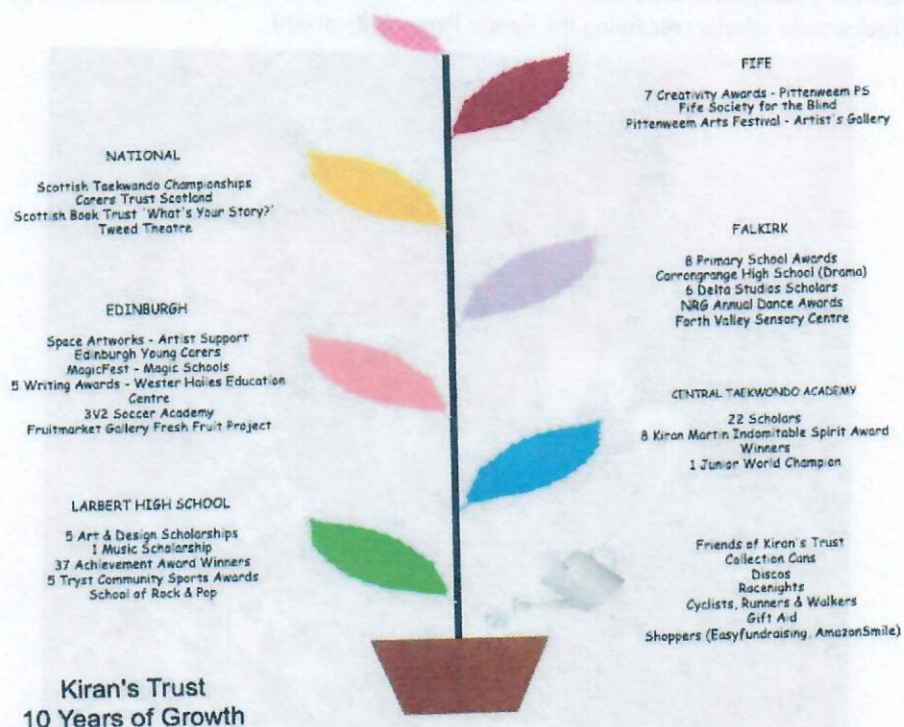 FIFE
7 Creativity Awards - Pittenweem PS
Fife Society for the Blind
Pittenweem Arts Festival - Artist's Gallery
NATIONAL
Scottish Taekwondo Championships
Carers Trust Scotland
Scottish Book Trust 'What's Your Story?'
Tweed Theatre
FALKIRK
8 Primary School Awards
Carrongrange High School (Drama)
6 Delta Studios Scholars
NRG Annual Dance Awards
Forth Valley Sensory Centre
EDINBURGH
Space Artworks - Artist Support
Edinburgh Young Carers
MagicFest - Magic Schools
5 Writing Awards - Wester Hailes Education
Centre
3V2 Soccer Academy
Fruitmarket Gallery Fresh Fruit Project
CENTRAL TAEKWONDO ACADEMY
22 Scholars
8 Kiran Martin Indomitable Spirit Award
Winners
1 Junior World Champion
LARBERT HIGH SCHOOL
5 Art & Design Scholarships
1 Music Scholarship
37 Achievement Award Winners
5 Tryst Community Sports Awards
School of Rock & Pop
Friends of Kiran's Trust
Collection Cans
Discos
Racenights
Cyclists, Runners & Walkers
Gift Aid
Shoppers (Easyfundraising, AmazonSmile)
Kiran's Trust
10 Years of Growth